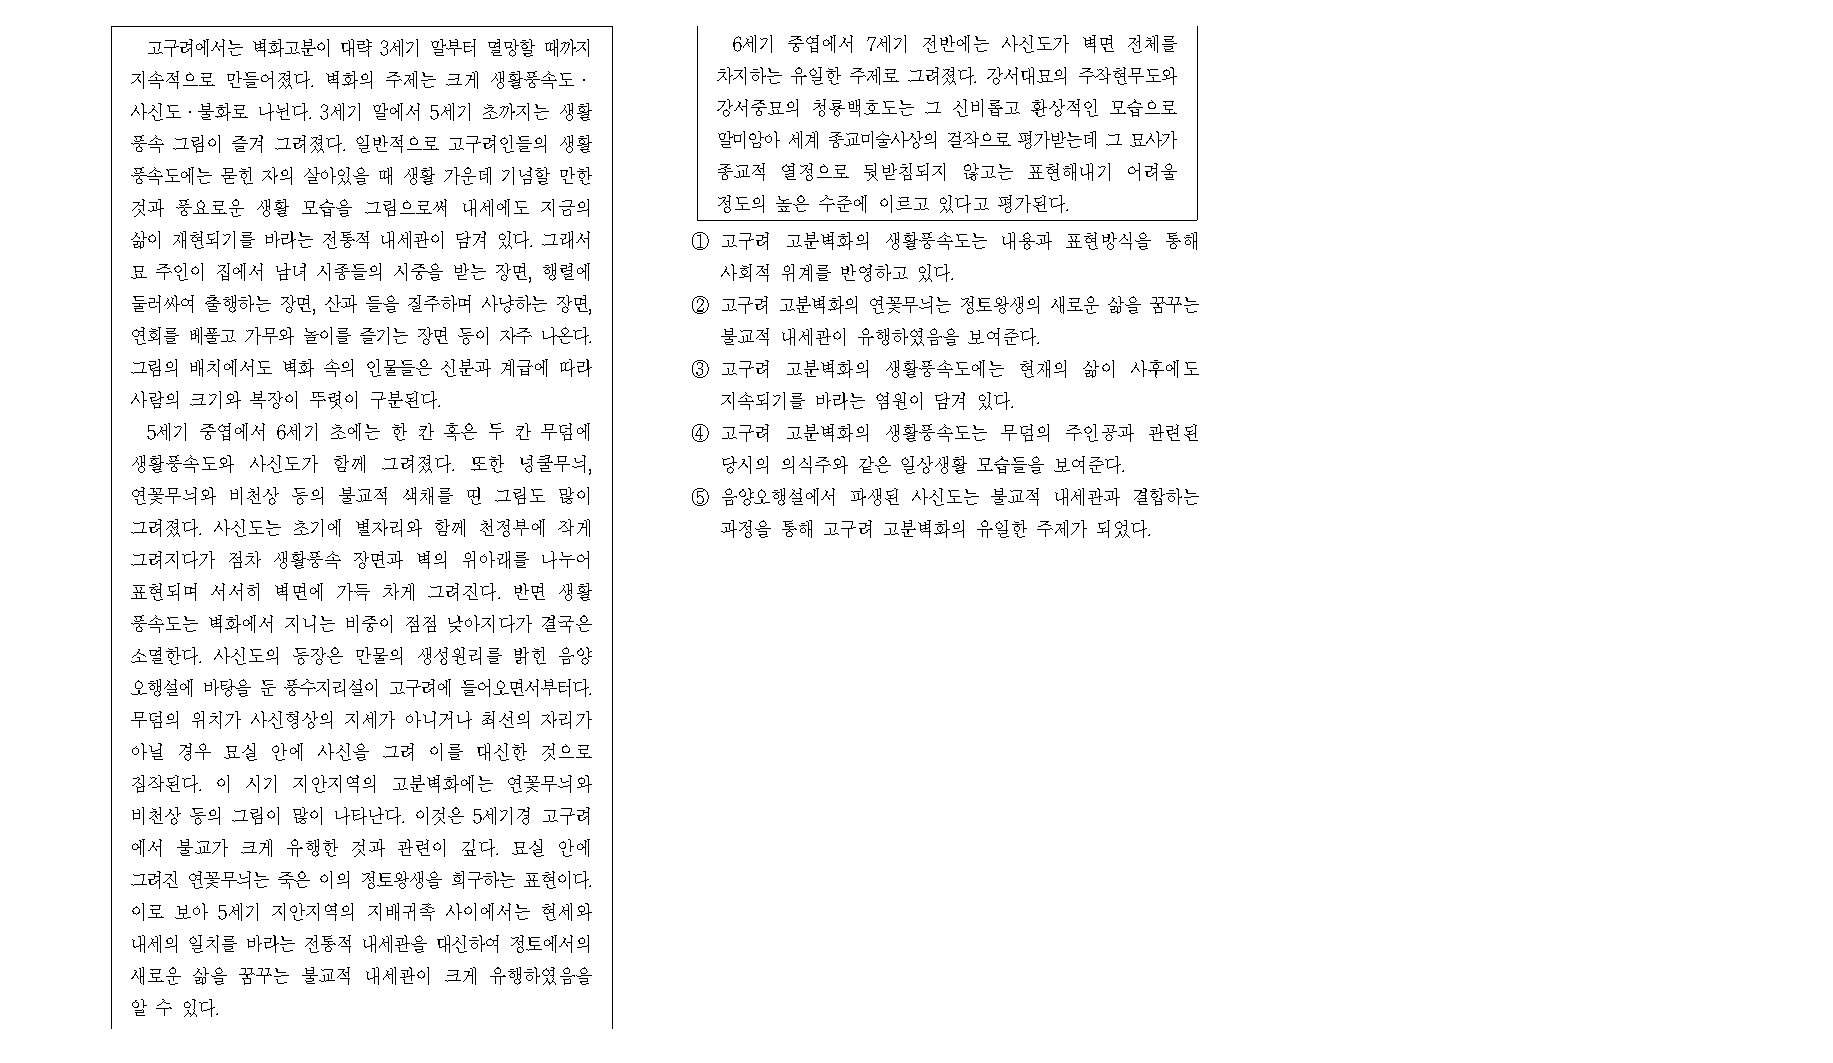 고구려에서는 벽화고분이 대략 3세기 말부터 멸망할 때까지
지속적으로 만들어졌다. 벽화의 주제는 크게 생활풍속도·
사신도·불화로 나뉜다. 3세기 말에서 5세기 초까지는 생활
풍속 그림이 즐겨 그려졌다. 일반적으로 고구려인들의 생활
풍속도에는 묻힌 자의 살아있을 때 생활 가운데 기념할 만한
것과 풍요로운 생활 모습을 그림으로써 내세에도 지금의
삶이 재현되기를 바라는 전통적 내세관이 담겨 있다. 그래서
묘 주인이 집에서 남녀 시종들의 시중을 받는 장면, 행렬에
둘러싸여 출행하는 장면, 산과 들을 질주하며 사냥하는 장면,
연회를 베풀고 가무와 놀이를 즐기는 장면 등이 자주 나온다.
그림의 배치에서도 벽화 속의 인물들은 신분과 계급에 따라
사람의 크기와 복장이 뚜렷이 구분된다.
5세기 중엽에서 6세기 초에는 한 칸 혹은 두 칸 무덤에
생활풍속도와 사신도가 함께 그려졌다. 또한 넝쿨무늬,
연꽃무늬와 비천상 등의 불교적 색채를 띤 그림도 많이
그려졌다. 사신도는 초기에 별자리와 함께 천정부에 작게
그려지다가 점차 생활풍속 장면과 벽의 위아래를 나누어
표현되며 서서히 벽면에 가득 차게 그려진다. 반면 생활
풍속도는 벽화에서 지니는 비중이 점점 낮아지다가 결국은
소멸한다. 사신도의 등장은 만물의 생성원리를 밝힌 음양
오행설에 바탕을 둔 풍수지리설이 고구려에 들어오면서부터다.
무덤의 위치가 사신형상의 지세가 아니거나 최선의 자리가
아닐 경우 묘실 안에 사신을 그려 이를 대신한 것으로
짐작된다. 이 시기 지안지역의 고분벽화에는 연꽃무늬와
비천상 등의 그림이 많이 나타난다. 이것은 5세기경 고구려
에서 불교가 크게 유행한 것과 관련이 깊다. 묘실 안에
그려진 연꽃무늬는 죽은 이의 정토왕생을 희구하는 표현이다.
이로 보아 5세기 지안지역의 지배귀족 사이에서는 현세와
내세의 일치를 바라는 전통적 내세관을 대신하여 정토에서의
새로운 삶을 꿈꾸는 불교적 내세관이 크게 유행하였음을
알 수 있다.
6세기 중엽에서 7세기 전반에는 사신도가 벽면 전체를
차지하는 유일한 주제로 그려졌다. 강서대묘의 주작현무도와
강서중묘의 청룡백호도는 그 신비롭고 환상적인 모습으로
말미암아 세계 종교미술사상의 걸작으로 평가받는데 그 묘사가
종교적 열정으로 뒷받침되지 않고는 표현해내기 어려울
정도의 높은 수준에 이르고 있다고 평가된다.
① 고구려 고분벽화의 생활풍속도는 내용과 표현방식을 통해
사회적 위계를 반영하고 있다.
② 고구려 고분벽화의 연꽃무늬는 정토왕생의 새로운 삶을 꿈꾸는
불교적 내세관이 유행하였음을 보여준다.
③ 고구려 고분벽화의 생활풍속도에는 현재의 삶이 사후에도
지속되기를 바라는 염원이 담겨 있다.
④ 고구려 고분벽화의 생활풍속도는 무덤의 주인공과 관련된
당시의 의식주와 같은 일상생활 모습들을 보여준다.
⑤ 음양오행설에서 파생된 사신도는 불교적 내세관과 결합하는
과정을 통해 고구려 고분벽화의 유일한 주제가 되었다.